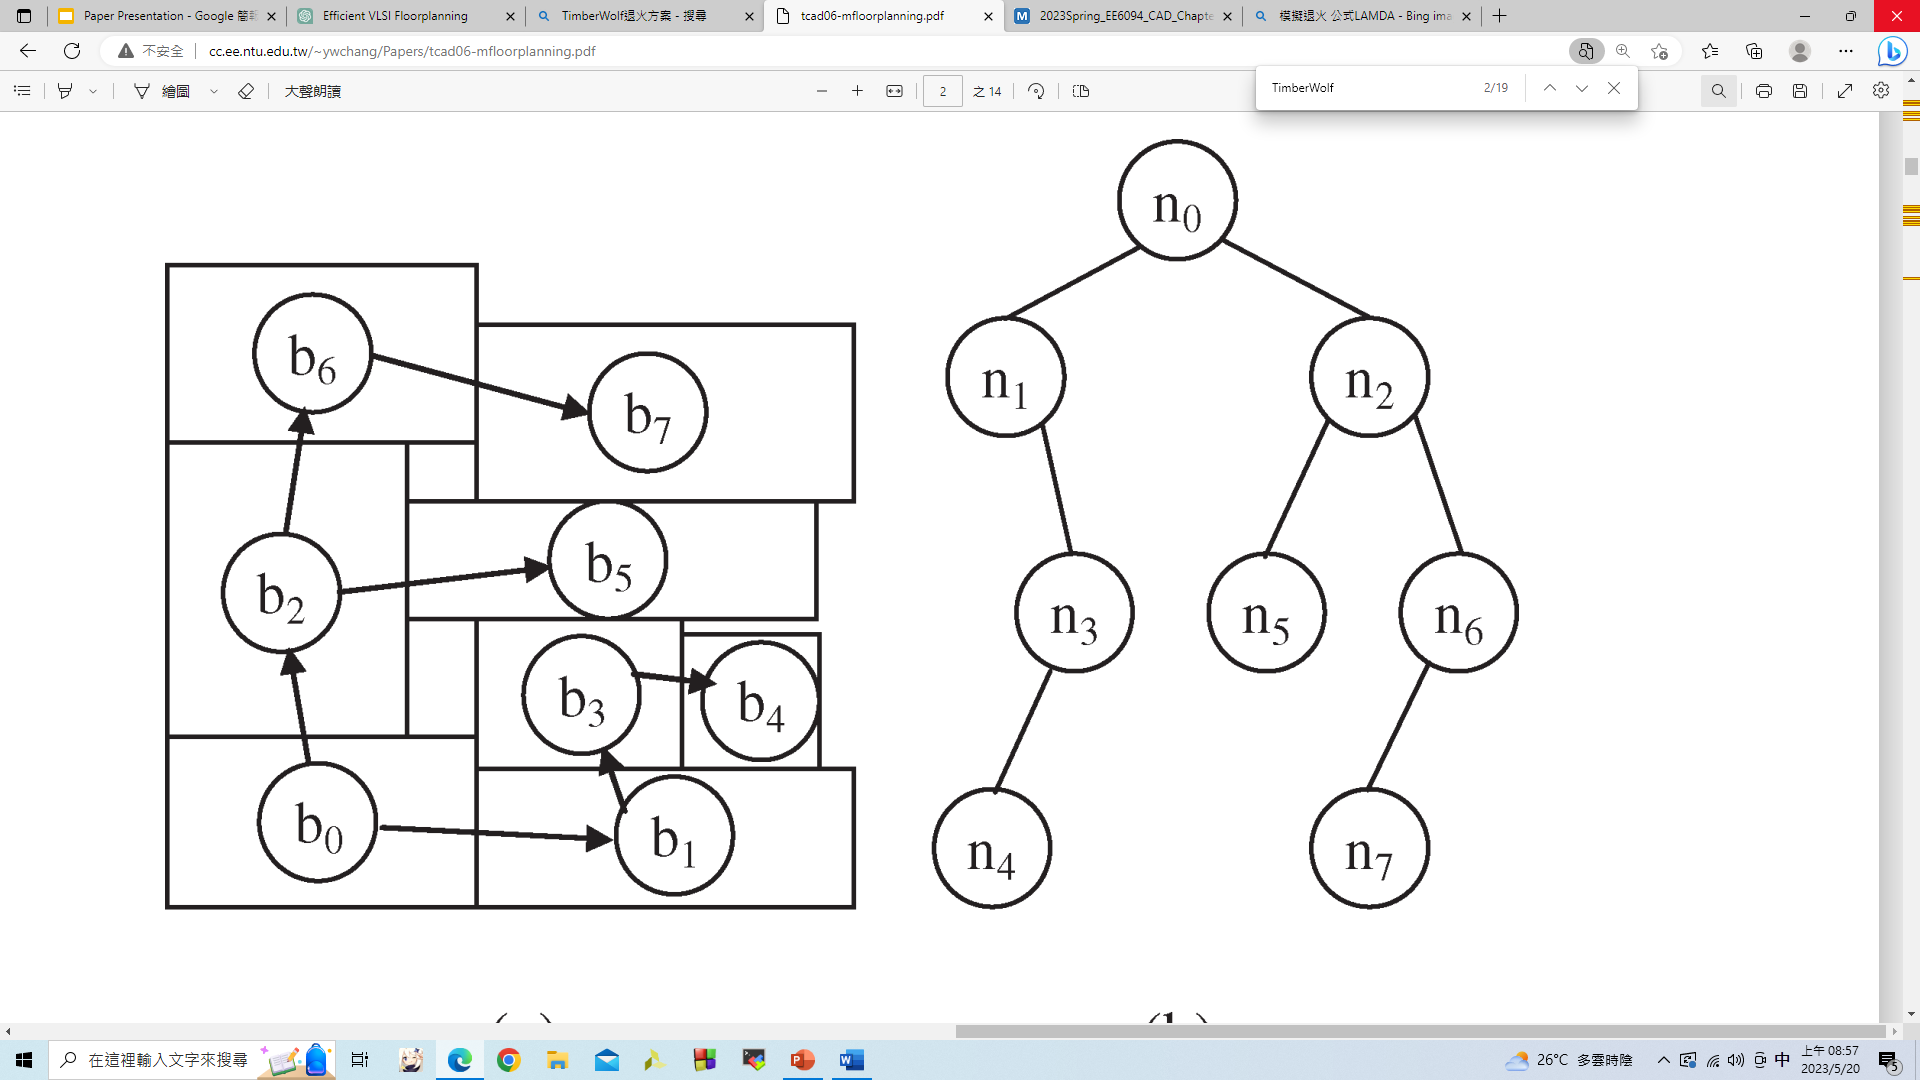 Paper Presentation - Google 簡報
Efficient VLSI Floorplanning
TimberWolf退火方案 - 搜尋
tcad06-mfloorplanning.pdf
2023Spring_EE6094_CAD_Chapte
模擬退火 公式LAMDA - Bing ima
不安全
cc.ee.ntu.edu.tw/~ywchang/Papers/tcad06-mfloorplanning.pdf
繪圖
大聲朗讀
2 之 14
TimberWolf
2/19
n0
b6
b7
n1
n2
b2
b5
n3
n5
n6
b3
b4
b0
b1
n4
n7
在這裡輸入文字來搜尋
26°C 多雲時陰
中
上午 08:57
2023/5/20
5